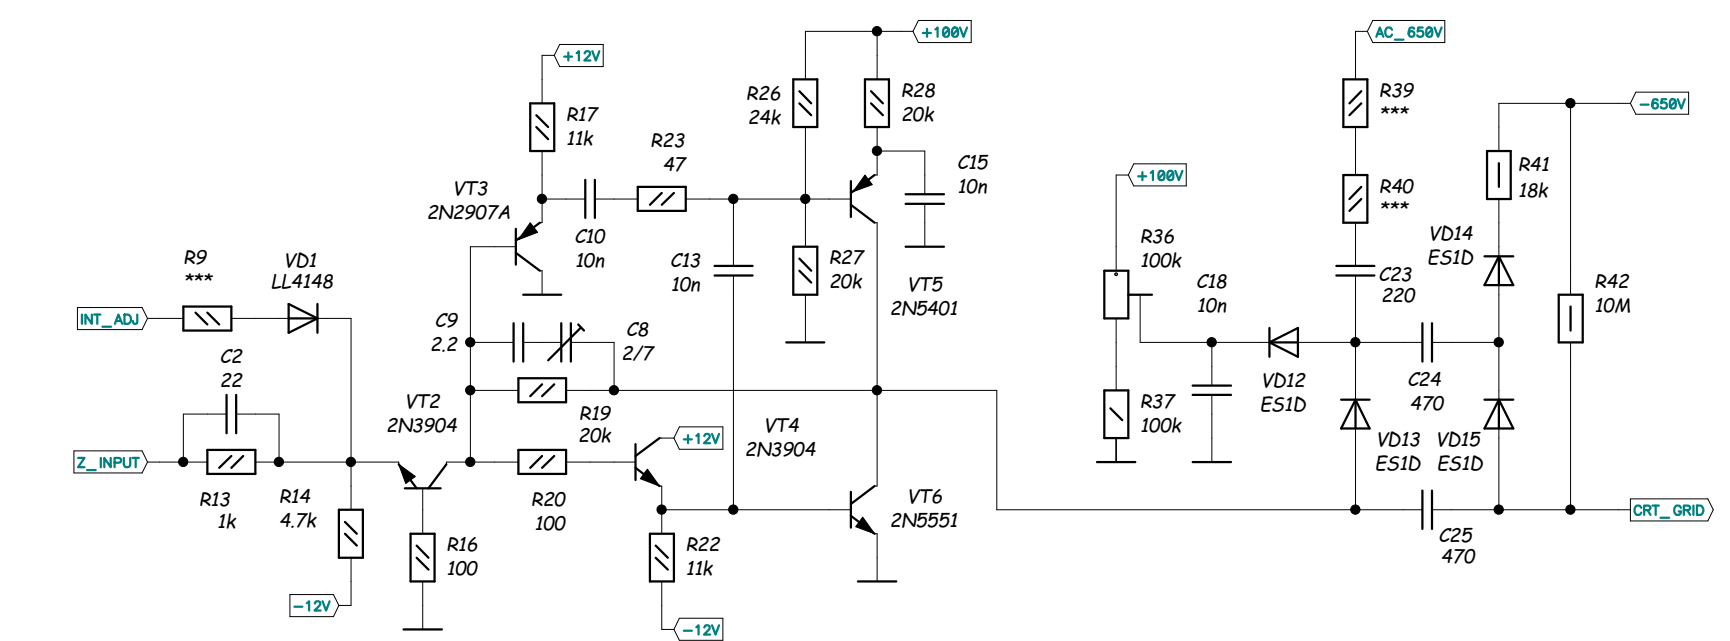 +12V
R17
11k
VT3
2N2907A
C10
10n
R23
47
R26
24k
R28
20k
+100V
C15
10n
C13
10n
R27
20k
VT5
2N5401
R9
***
VD1
LL4148
INT_ADJ
C2
22
Z_INPUT
R13
1k
R14
4.7k
-12V
VT2
2N3904
R16
100
C9
2.2
C8
2/7
R19
20k
R20
100
+12V
VT4
2N3904
R22
11k
-12V
VT6
2N5551
+100V
R36
100k
R37
100k
C18
10n
VD12
ES1D
AC_650V
R39
***
R40
***
C23
220
C24
470
VD13
ES1D
VD15
ES1D
VD14
ES1D
R41
18k
-650V
R42
10M
C25
470
CRT_GRID